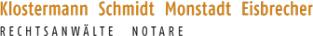 Klostermann Schmidt Monstadt Eisbrecher
RECHTSANWÄLTE NOTARE